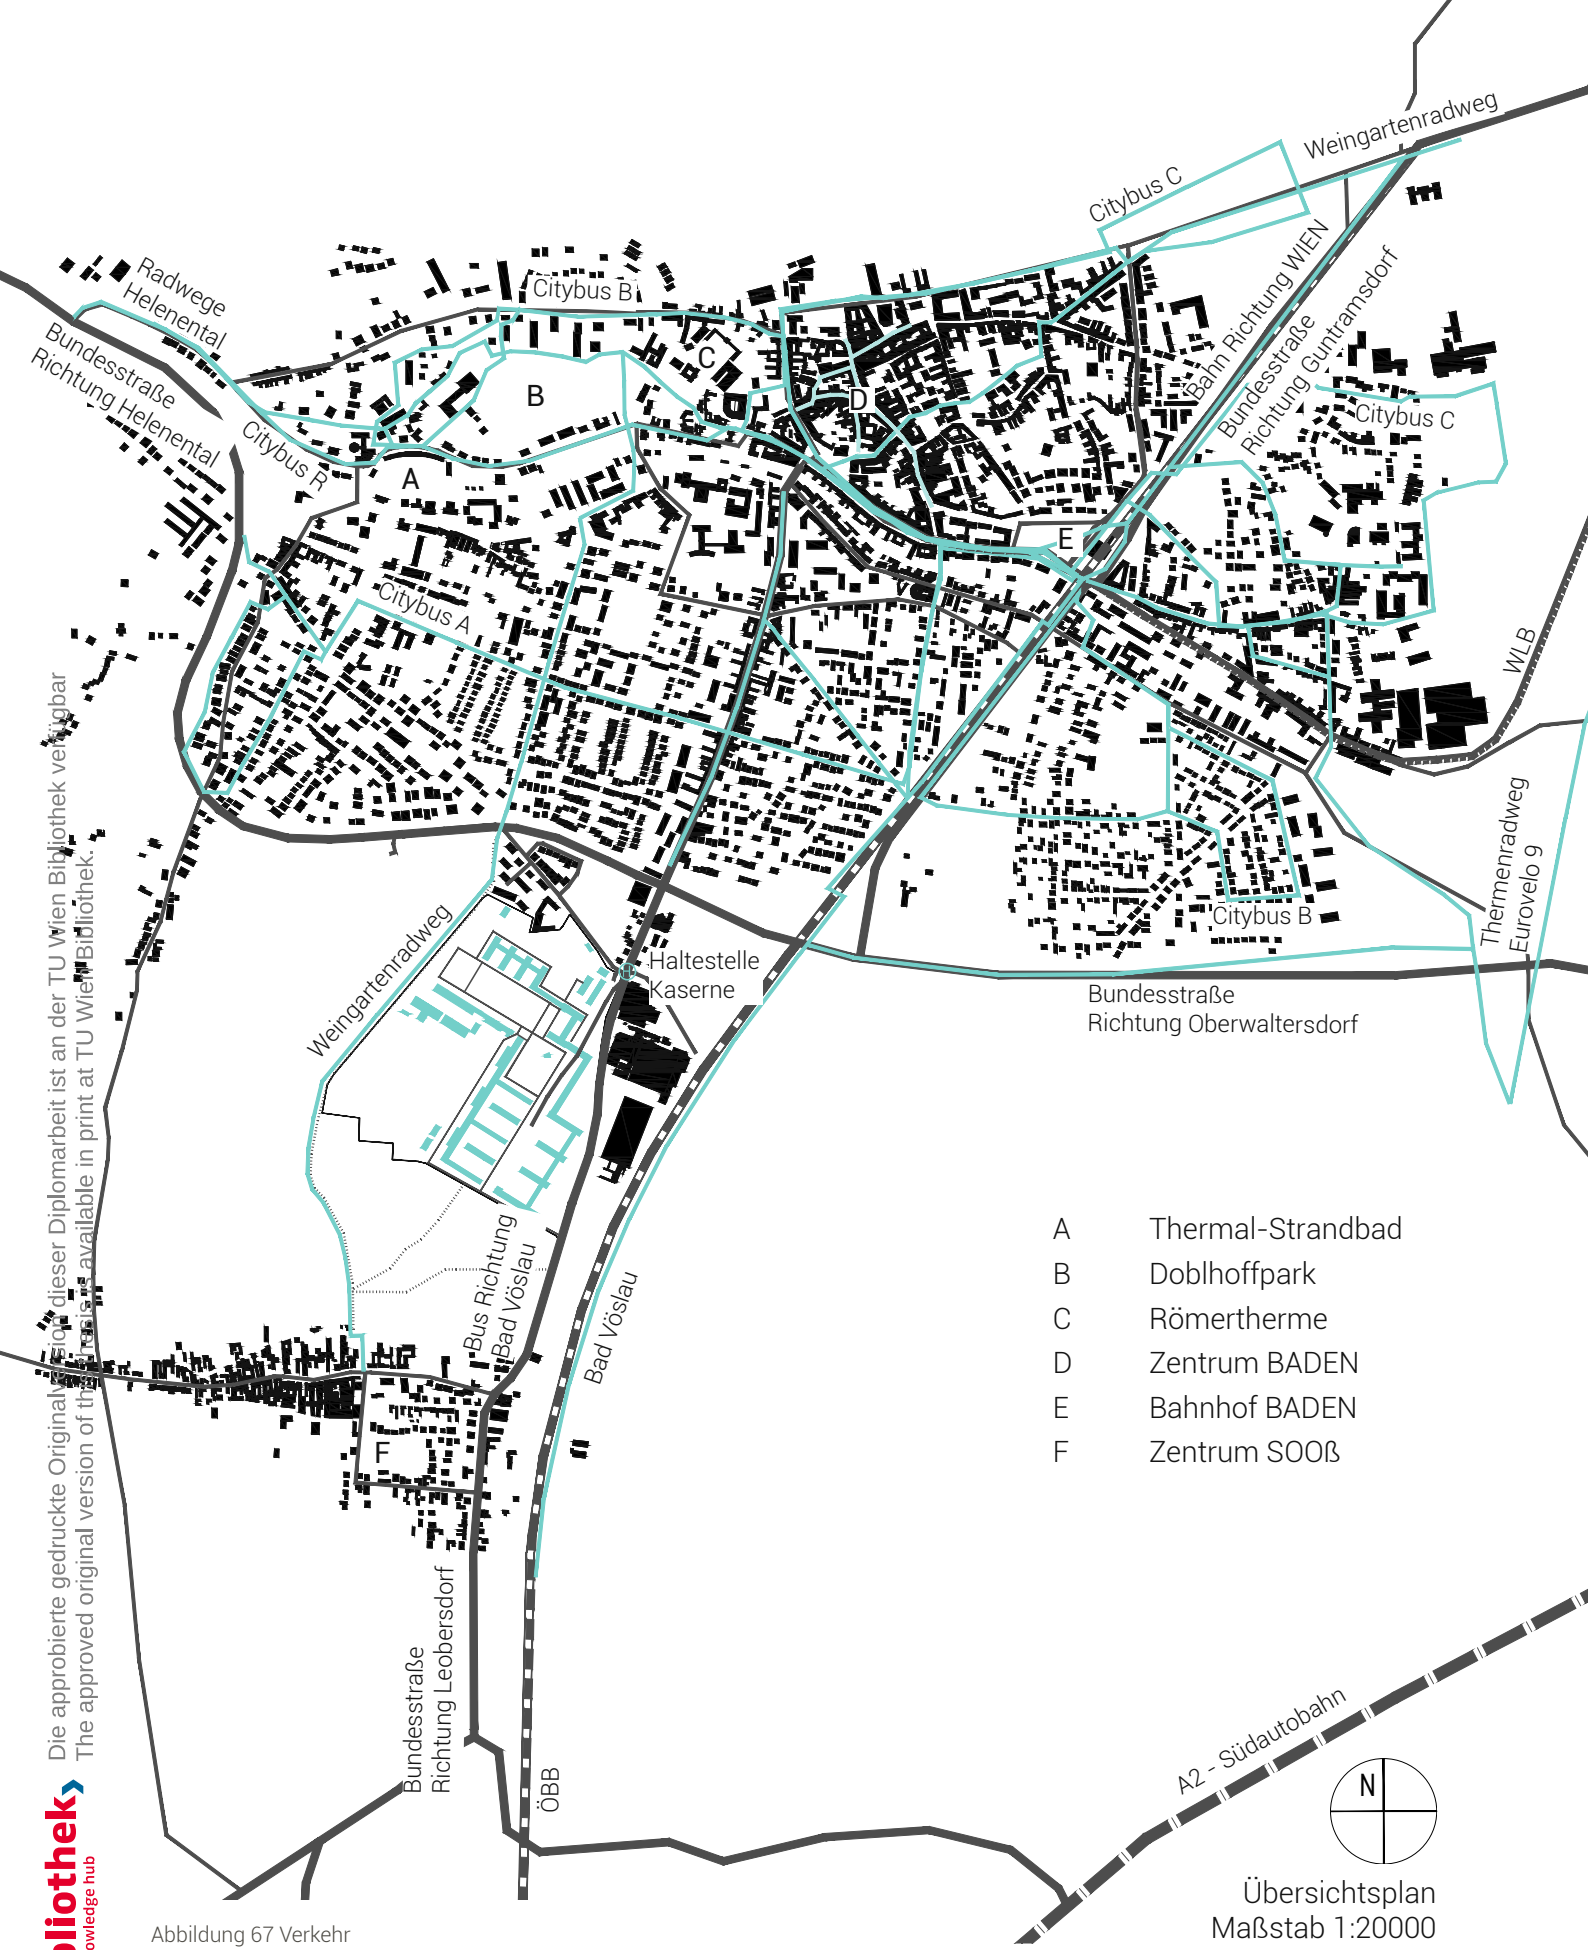 Weingartenradweg
Citybus C
Radwege
Helenental
Bundesstraße
Richtung Helenental
Citybus B
Bahn Richtung WIEN
Bundesstraße
Richtung Guntramsdorf
C
B
D
Citybus C
Citybus R
A
E
Citybus A
WLB
Thermenradweg
Eurovelo 9
Citybus B
Weingartenradweg
Haltestelle
Kaserne
Bundesstraße
Richtung Oberwaltersdorf
Bus Richtung
Bad Vöslau
Bad Vöslau
F
A Thermal-Strandbad
B Doblhoffpark
C Römertherme
D Zentrum BADEN
E Bahnhof BADEN
F Zentrum SOOß
Bundesstraße
Richtung Leobersdorf
ÖBB
A2 - Südautobahn
N
Übersichtsplan
Maßstab 1:20000
Abbildung 67 Verkehr
Die approbierte gedruckte Originalversion dieser Diplomarbeit ist an der TU Wien Bibliothek verfügbar
The approved original version of this thesis is available in print at TU Wien Bibliothek.
bliothek
owledge hub